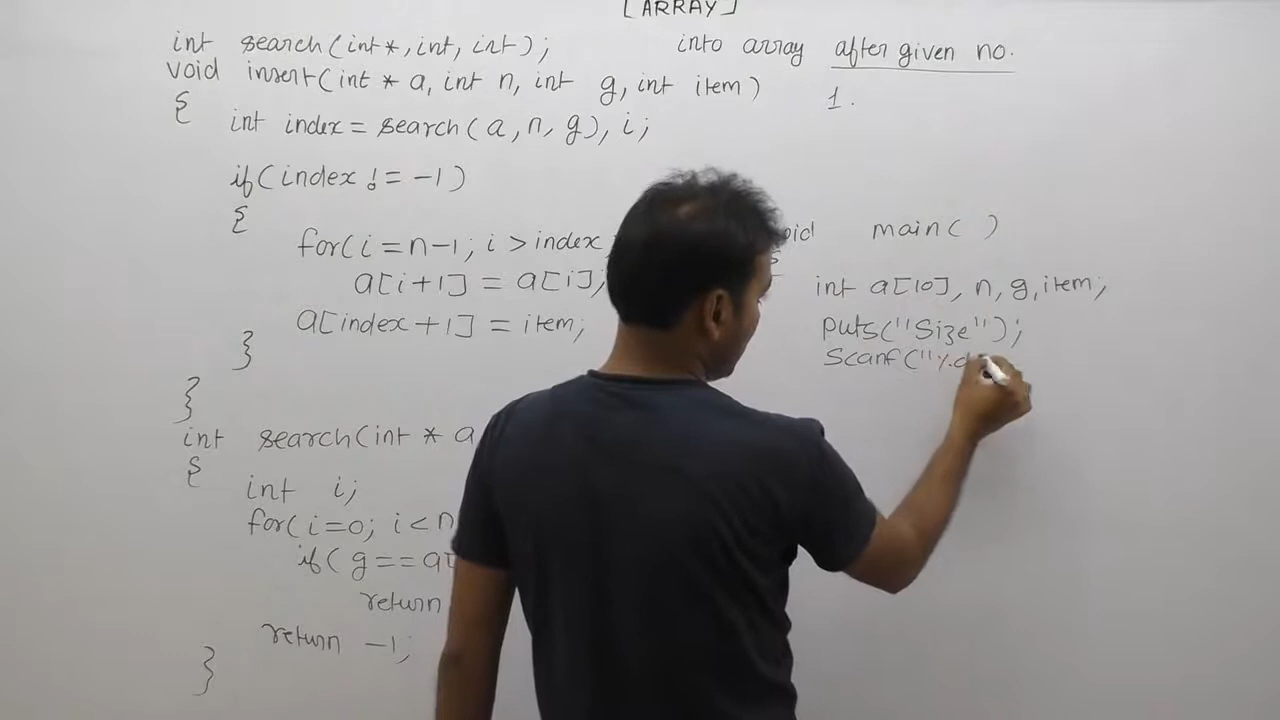 [ARRAY]
int search(int*, int, int);
void insert(int * a, int n, int g, int item)
{
int index = search(a, n, g), i;
if(index != -1)
{
for(i = n-1; i > index
a[i+1] = a[i];
a[index+1] = item;
}
}
int search(int * a
{
int i;
for(i=0; i<n
if( g==a[
return
return -1;
}
into array after given no.
1.
main( )
int a[10], n, g, item;
puts("Size");
Scanf("%d